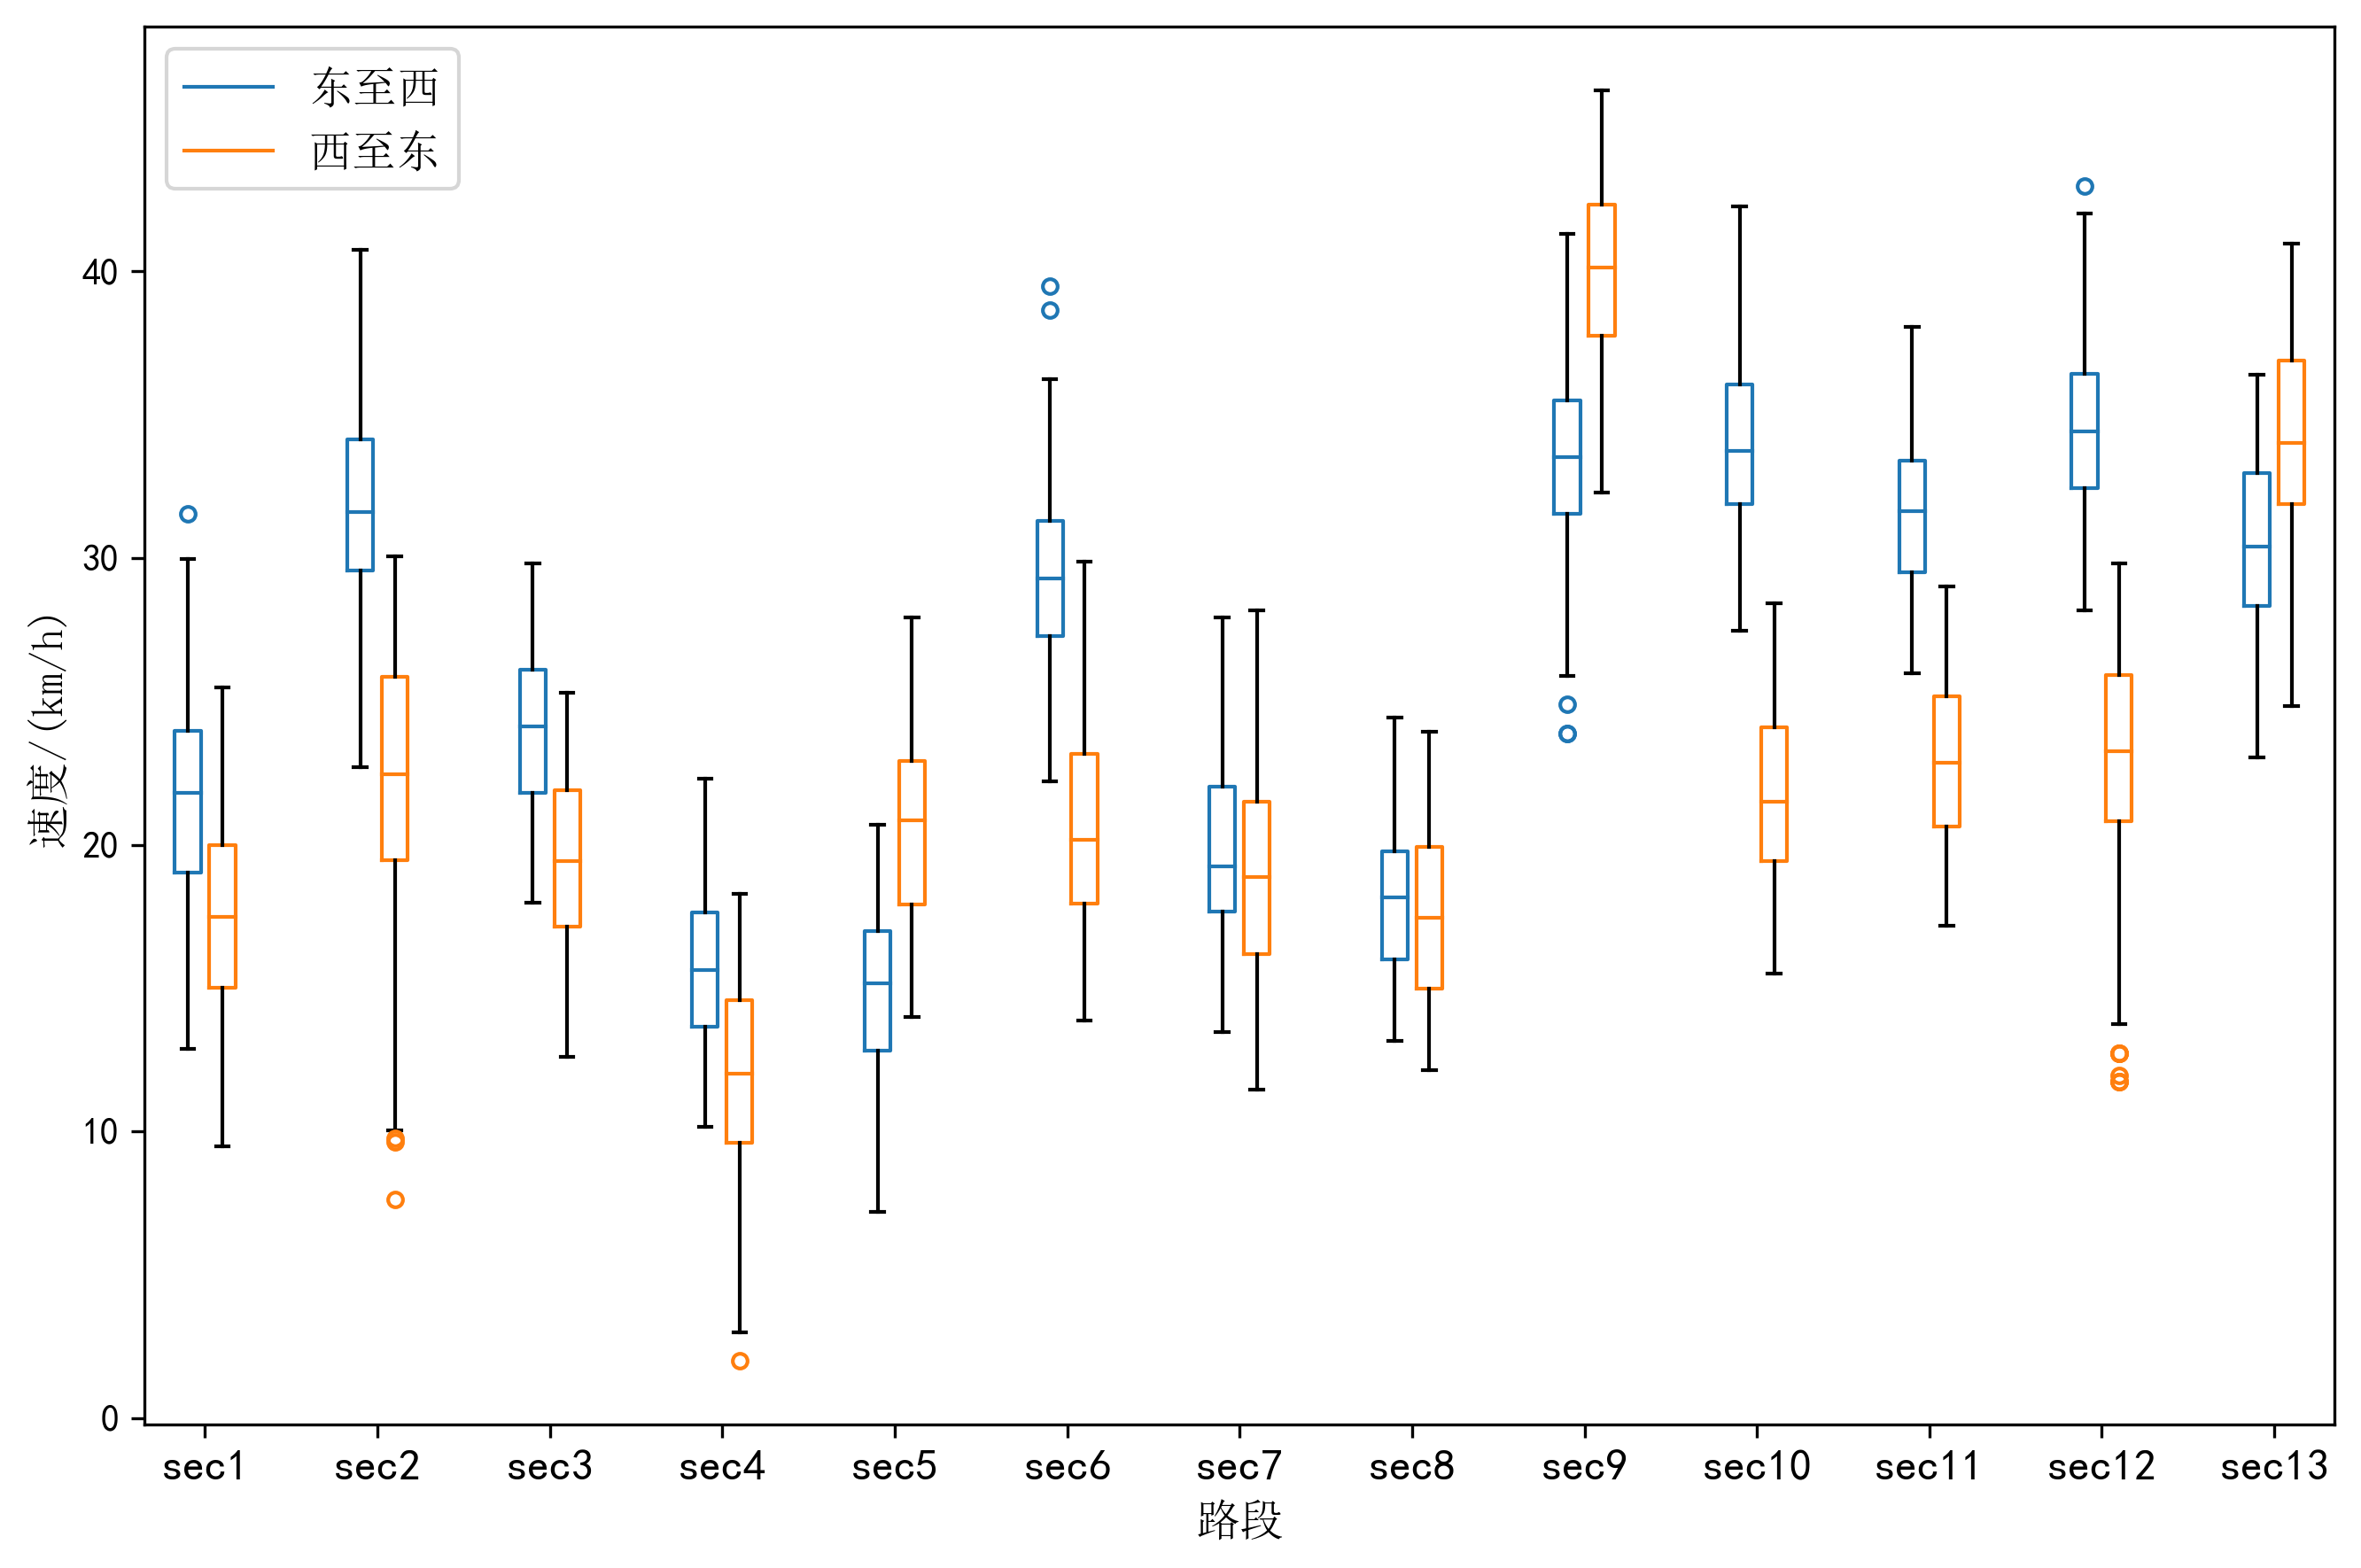 东至西
西至东
速度/(km/h)
40
30
20
10
0
sec1 sec2 sec3 sec4 sec5 sec6 sec7 sec8 sec9 sec10 sec11 sec12 sec13
路段